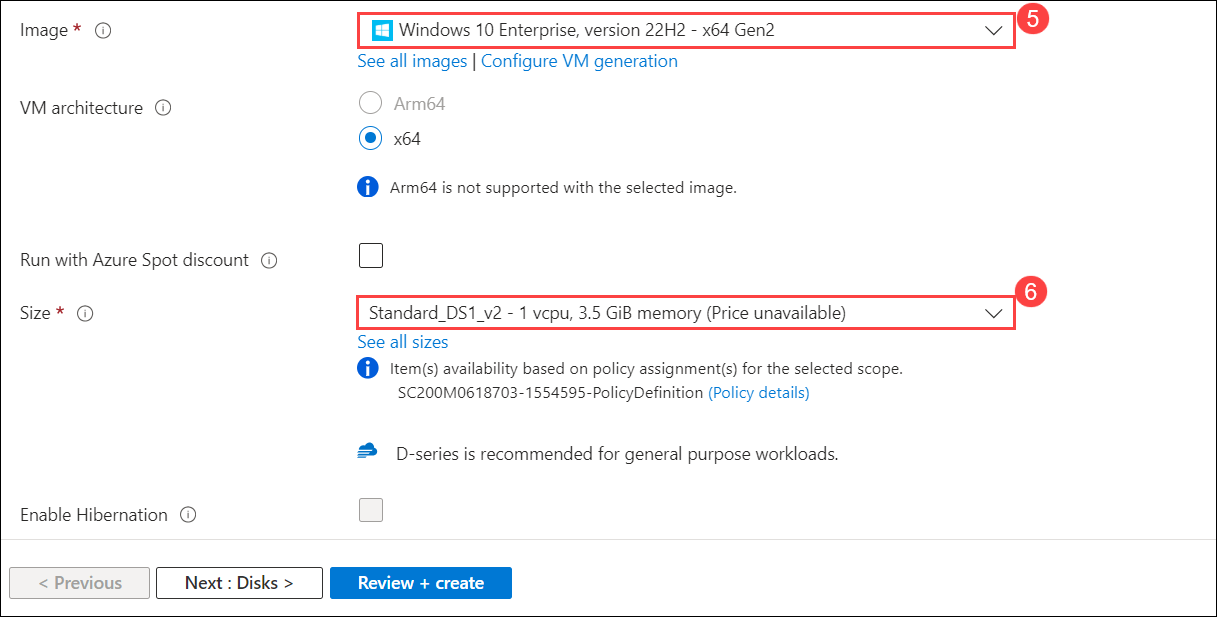 Image *
Windows 10 Enterprise, version 22H2 - x64 Gen2
5
See all images | Configure VM generation
VM architecture
Arm64
x64
Arm64 is not supported with the selected image.
Run with Azure Spot discount
6
Size *
Standard_DS1_v2 - 1 vcpu, 3.5 GiB memory (Price unavailable)
See all sizes
Item(s) availability based on policy assignment(s) for the selected scope.
SC200M0618703-1554595-PolicyDefinition (Policy details)
D-series is recommended for general purpose workloads.
Enable Hibernation
< Previous
Next : Disks >
Review + create